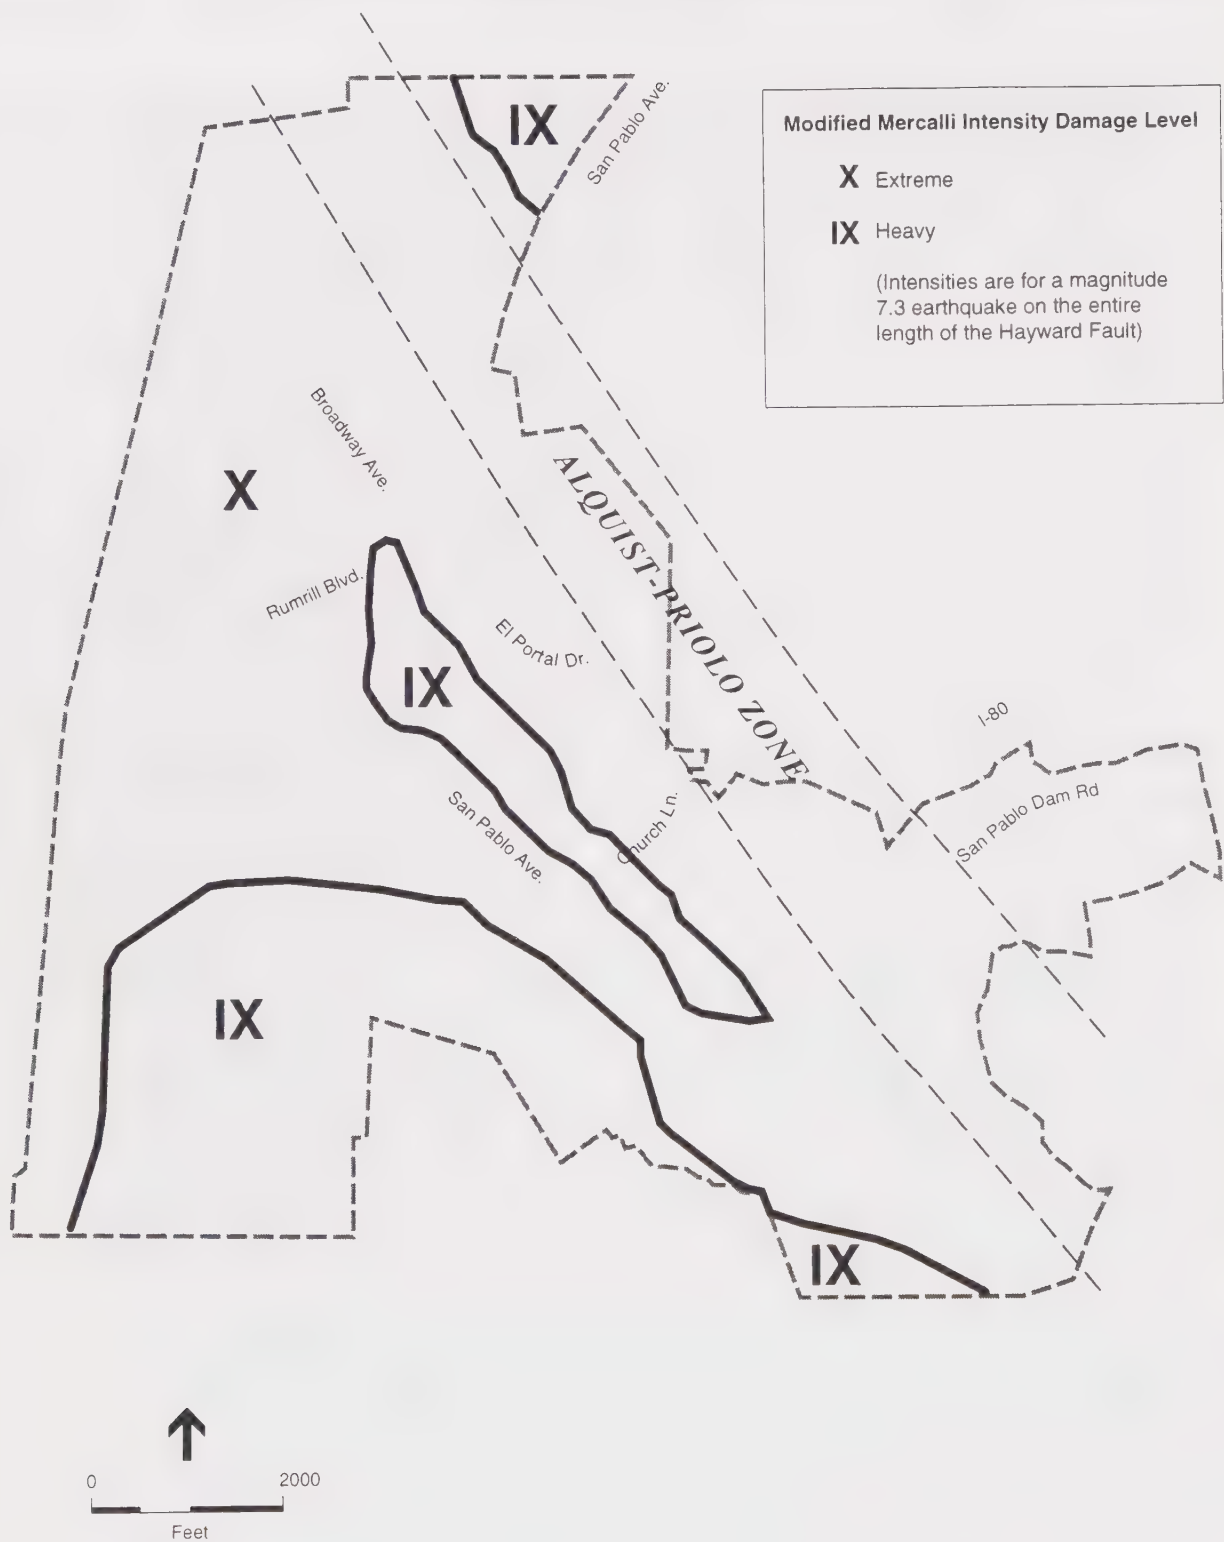 IX
San Pablo Ave.
Modified Mercalli Intensity Damage Level
X Extreme
IX Heavy
(Intensities are for a magnitude
7.3 earthquake on the entire
length of the Hayward Fault)
Broadway Ave.
X
ALQUIST-PRIOLO ZONE
Rumrill Blvd.
El Portal Dr.
IX
I-80
San Pablo Dam Rd
San Pablo Ave.
Church Ln.
IX
IX
0 2000
Feet